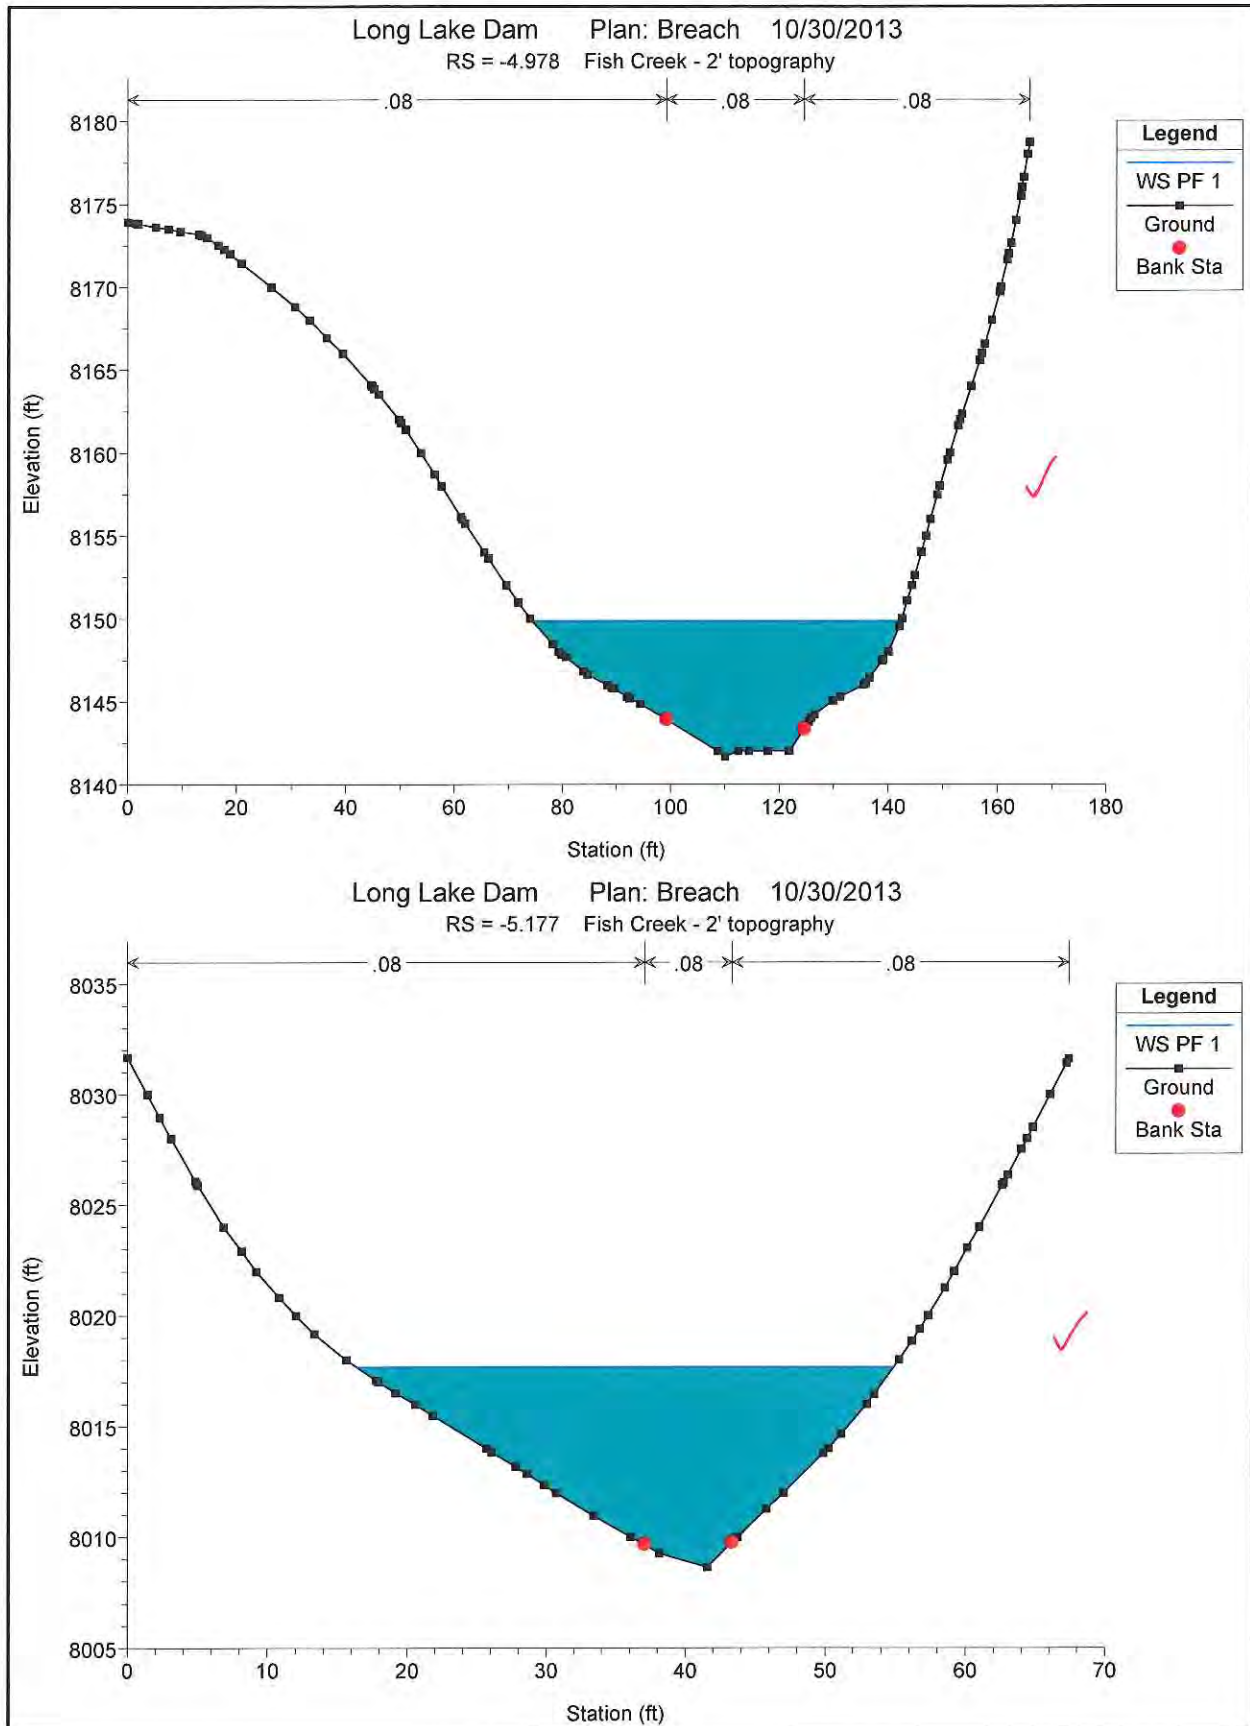 Long Lake Dam Plan: Breach 10/30/2013
RS = -4.978 Fish Creek - 2' topography
.08 .08 .08
Elevation (ft)
8180
8175
8170
8165
8160
8155
8150
8145
8140
0 20 40 60 80 100 120 140 160 180
Station (ft)
Legend
WS PF 1
Ground
Bank Sta
Long Lake Dam Plan: Breach 10/30/2013
RS = -5.177 Fish Creek - 2' topography
.08 .08 .08
Elevation (ft)
8035
8030
8025
8020
8015
8010
8005
0 10 20 30 40 50 60 70
Station (ft)
Legend
WS PF 1
Ground
Bank Sta